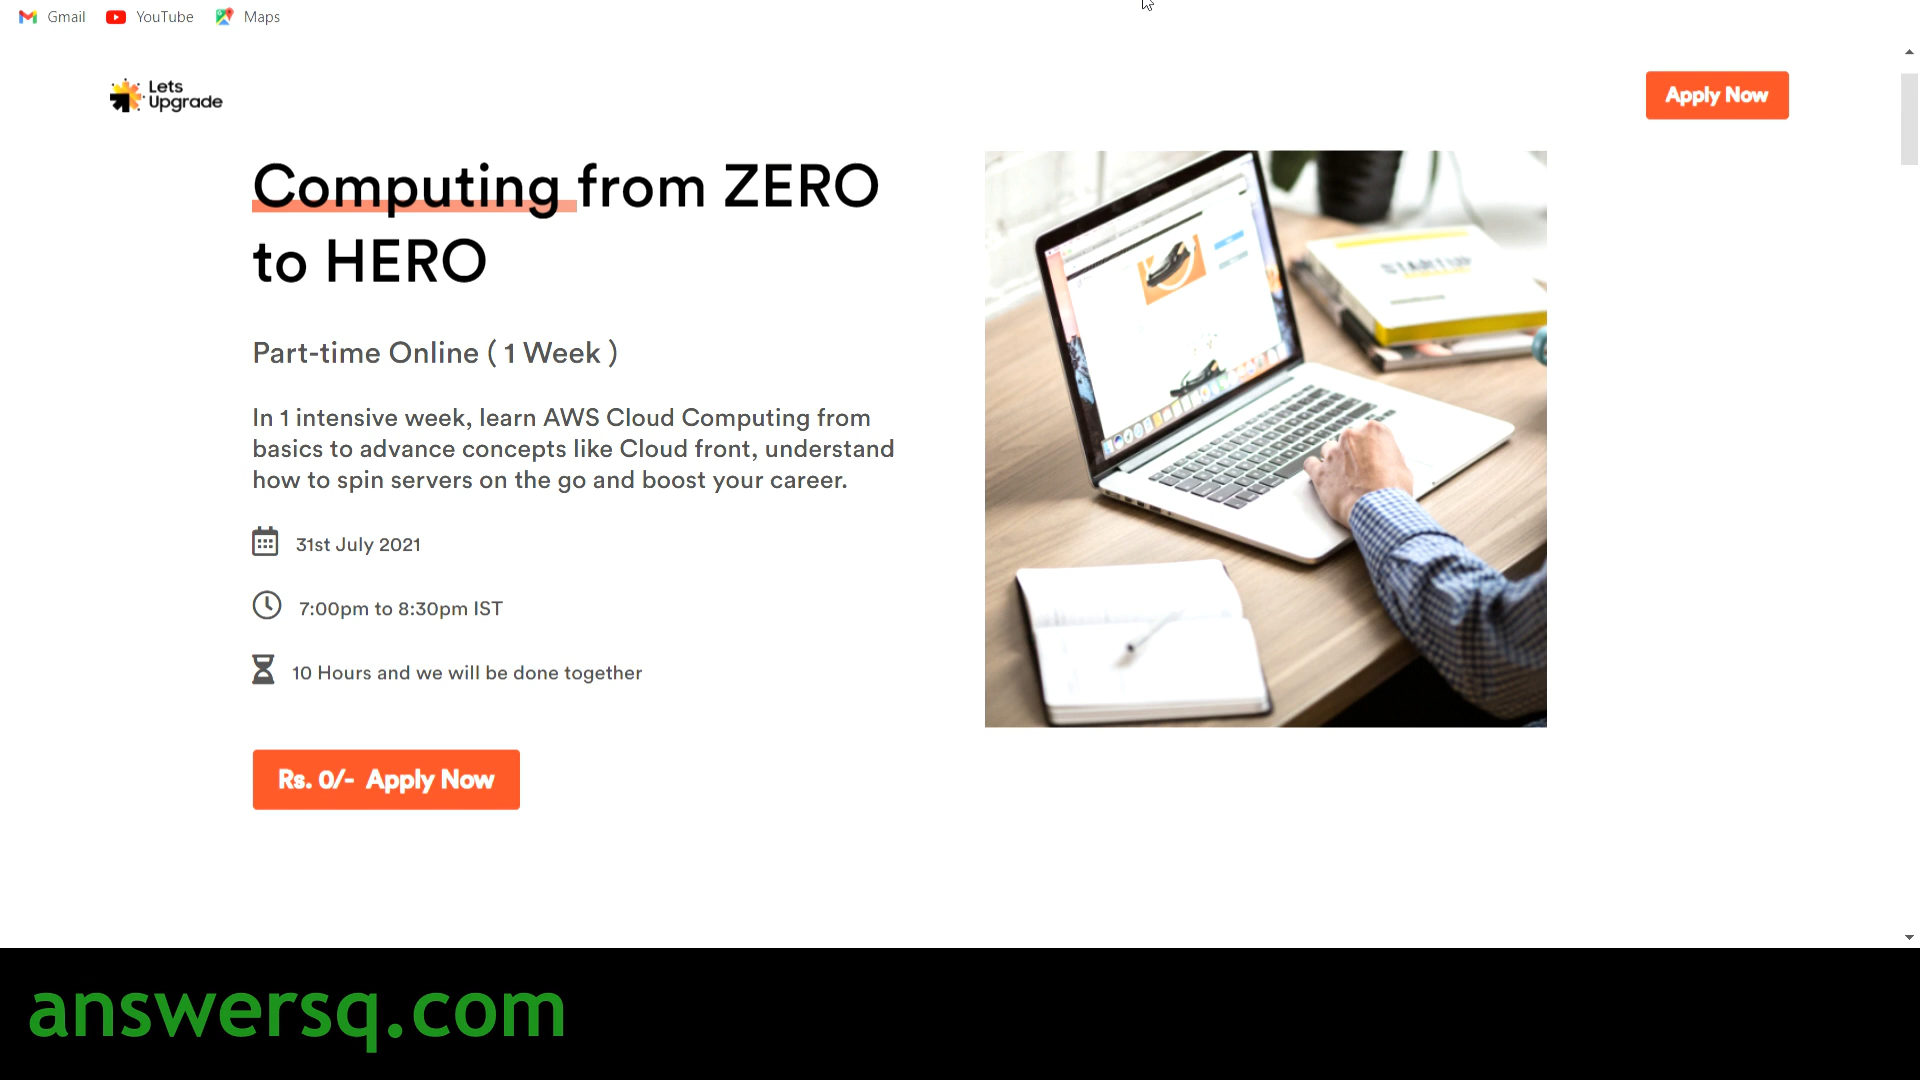 Gmail YouTube Maps
Lets
Upgrade
Apply Now
Computing from ZERO
to HERO
Part-time Online ( 1 Week )
In 1 intensive week, learn AWS Cloud Computing from
basics to advance concepts like Cloud front, understand
how to spin servers on the go and boost your career.
31st July 2021
7:00pm to 8:30pm IST
10 Hours and we will be done together
STARTUP
Rs. 0/- Apply Now
answersq.com